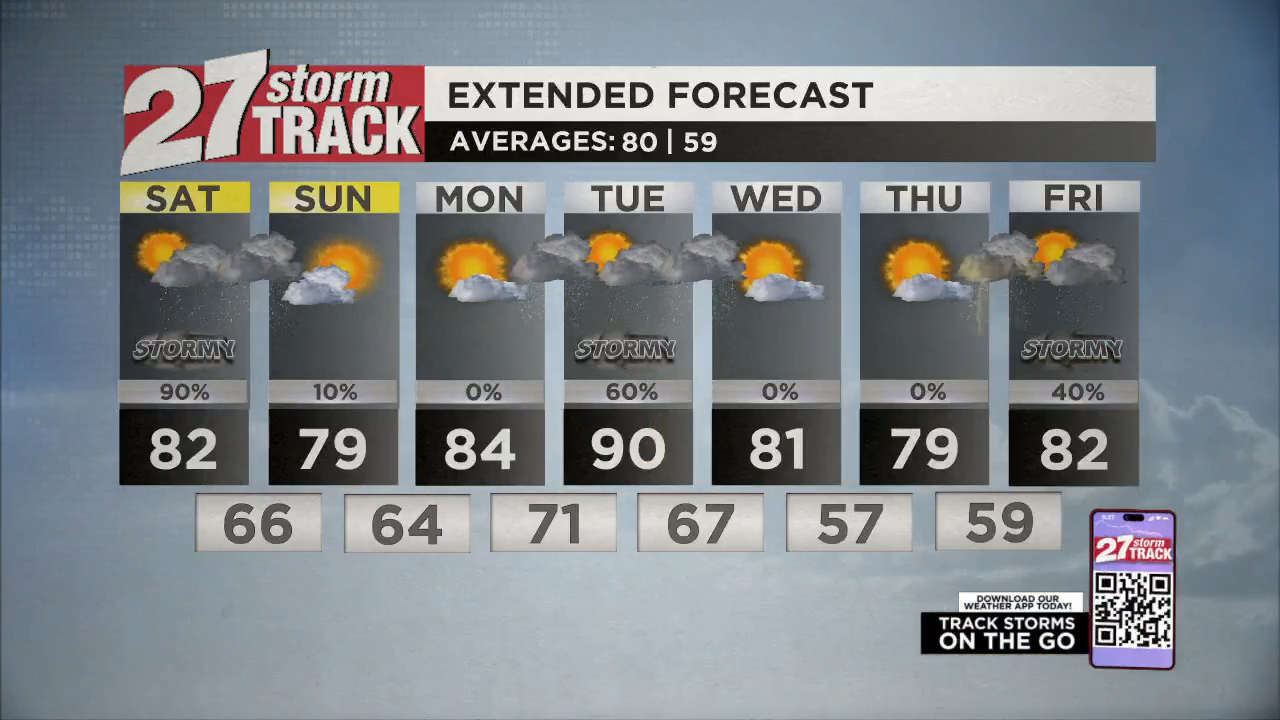 27 storm TRACK
EXTENDED FORECAST
AVERAGES: 80 | 59
SAT SUN MON TUE WED THU FRI
STORMY STORMY STORMY
90% 10% 0% 60% 0% 0% 40%
82 79 84 90 81 79 82
66 64 71 67 57 59
27 storm TRACK
DOWNLOAD OUR
WEATHER APP TODAY!
TRACK STORMS
ON THE GO